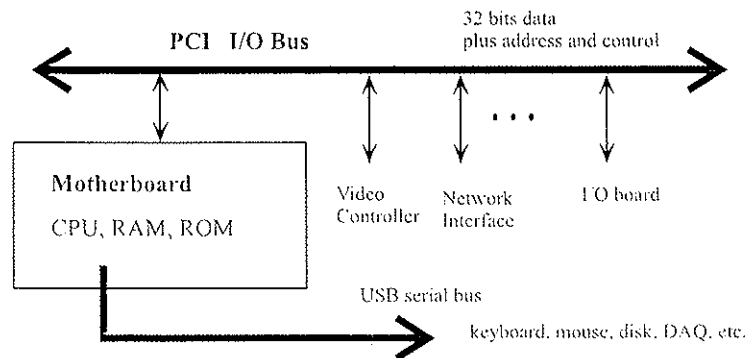 PCI I/O Bus
32 bits data
plus address and control
Motherboard
CPU, RAM, ROM
Video
Controller
Network
Interface
. . .
I/O board
USB serial bus
keyboard, mouse, disk, DAQ, etc.